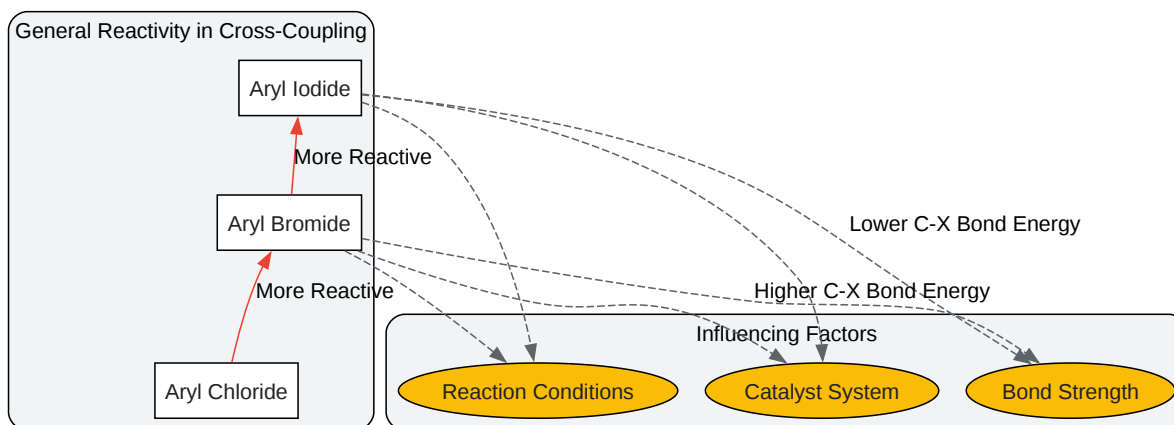 General Reactivity in Cross-Coupling
Aryl Iodide
More Reactive
Aryl Bromide
Lower C-X Bond Energy
More Reactive
Higher C-X Bond Energy
Influencing Factors
Aryl Chloride
Reaction Conditions
Catalyst System
Bond Strength